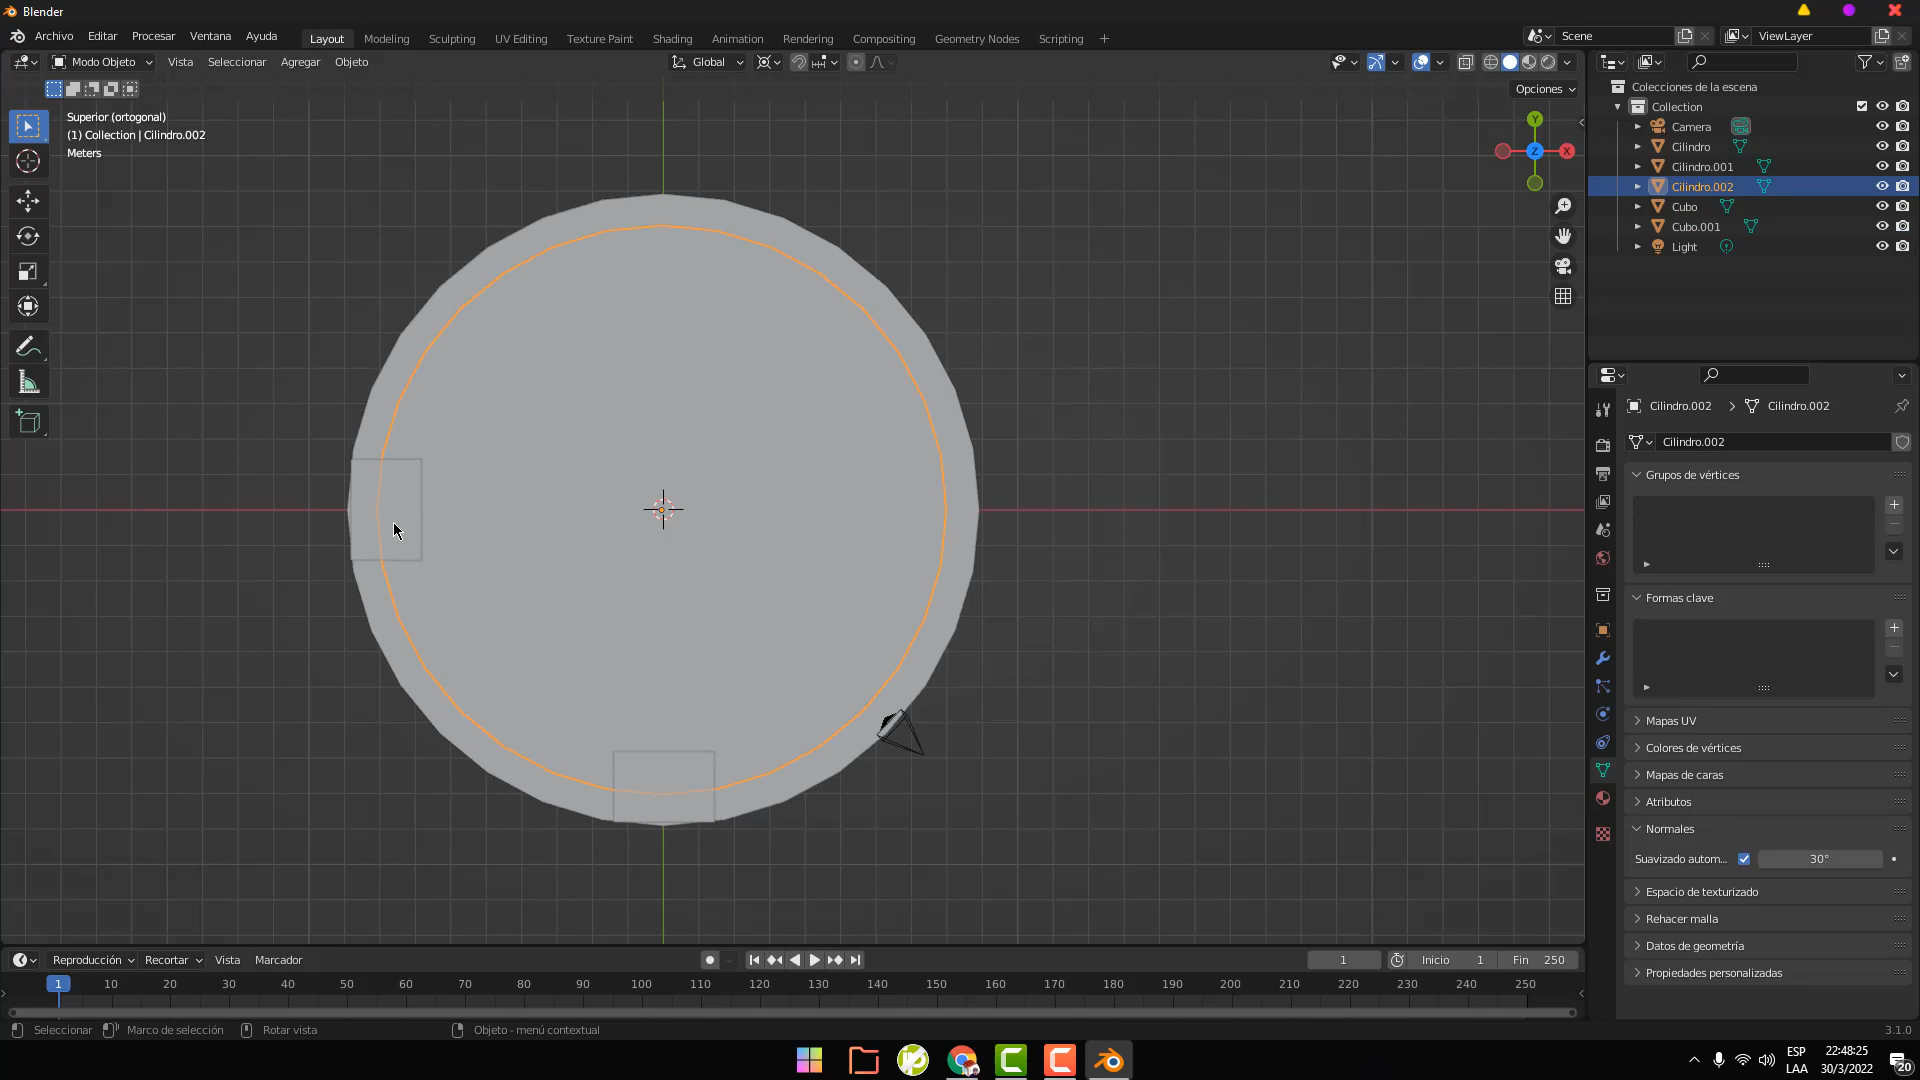 Blender
Archivo Editar Procesar Ventana Ayuda Layout Modeling Sculpting UV Editing Texture Paint Shading Animation Rendering Compositing Geometry Nodes Scripting + Scene ViewLayer
Modo Objeto Vista Seleccionar Agregar Objeto Global
Opciones
Superior (ortogonal)
(1) Collection | Cilindro.002
Meters
Y
Z
X
Colecciones de la escena
Collection
Camera
Cilindro
Cilindro.001
Cilindro.002
Cubo
Cubo.001
Light
Cilindro.002 > Cilindro.002
Cilindro.002
Grupos de vértices
Formas clave
Mapas UV
Colores de vértices
Mapas de caras
Atributos
Normales
Suavizado autom... 30°
Espacio de texturizado
Rehacer malla
Datos de geometría
Propiedades personalizadas
Reproducción Recortar Vista Marcador 1 Inicio 1 Fin 250
1 10 20 30 40 50 60 70 80 90 100 110 120 130 140 150 160 170 180 190 200 210 220 230 240 250
Seleccionar Marco de selección Rotar vista Objeto - menú contextual 3.1.0
ESP
LAA
22:48:25
30/3/2022
20